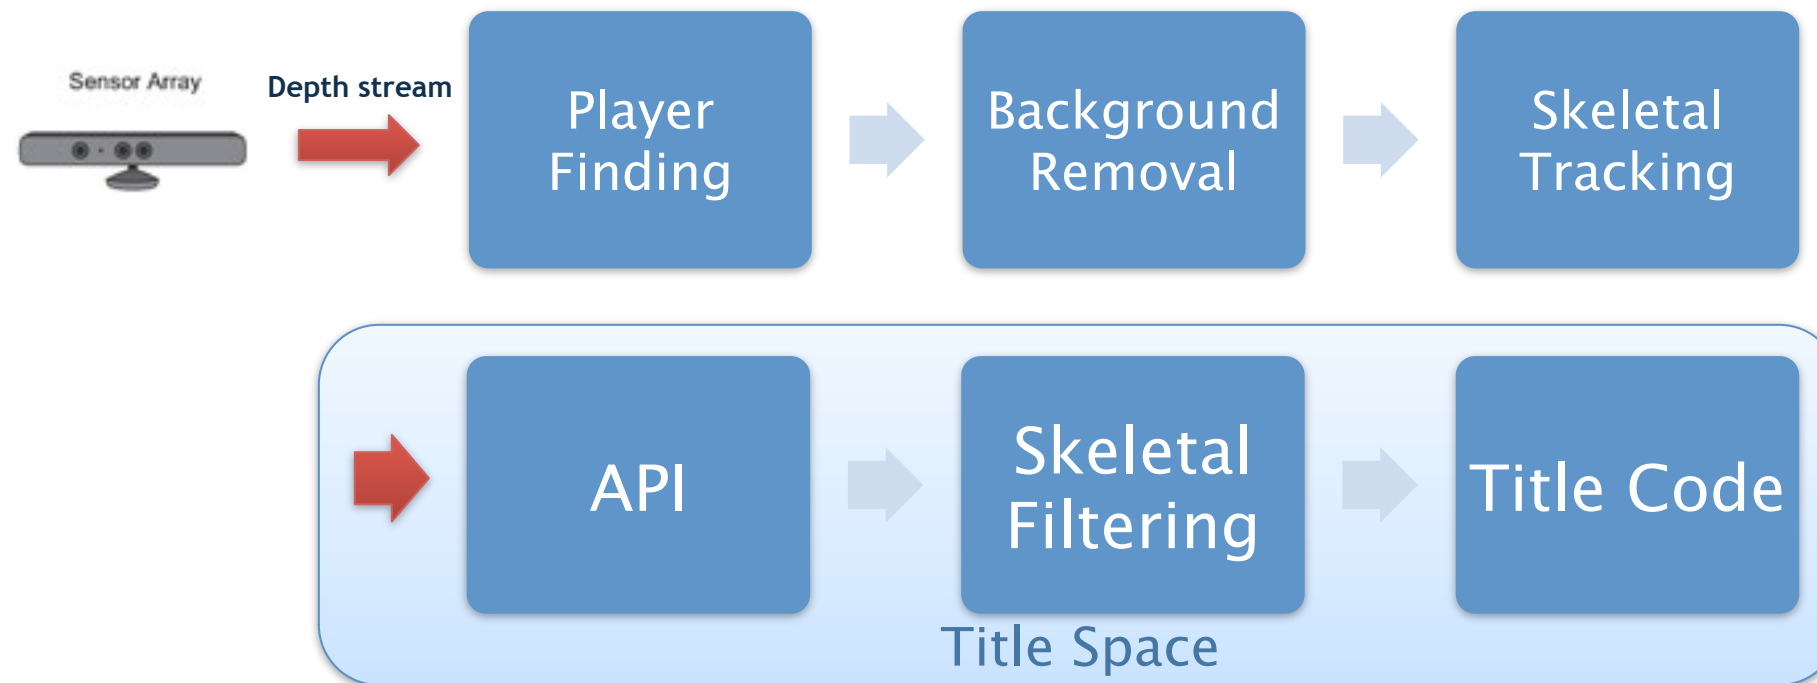 Sensor Array
Depth stream
Player
Finding
Background
Removal
Skeletal
Tracking
API
Skeletal
Filtering
Title Code
Title Space